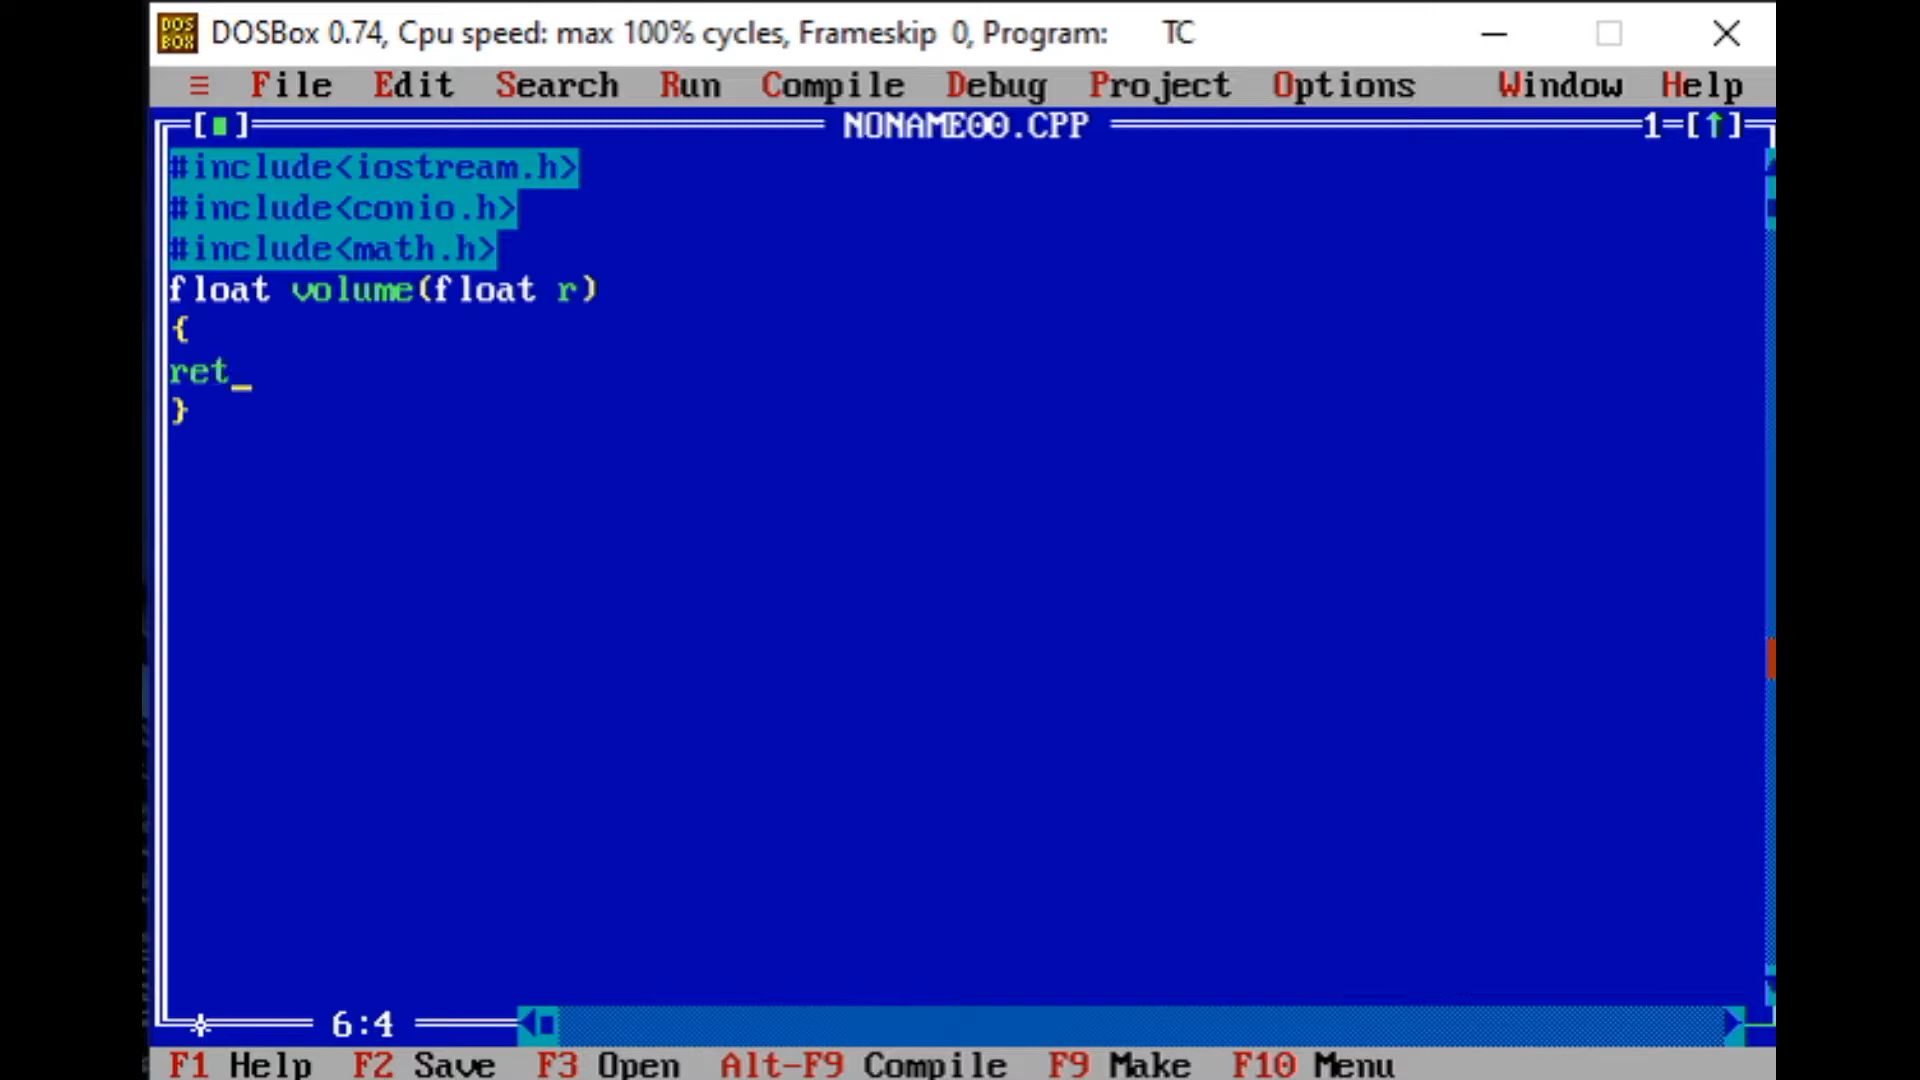 DOSBox 0.74, Cpu speed: max 100% cycles, Frameskip 0, Program: TC
≡ File Edit Search Run Compile Debug Project Options Window Help
[■] NONAME00.CPP 1=[↑]
#include<iostream.h>
#include<conio.h>
#include<math.h>
float volume(float r)
{
ret_
}
6:4
F1 Help F2 Save F3 Open Alt-F9 Compile F9 Make F10 Menu